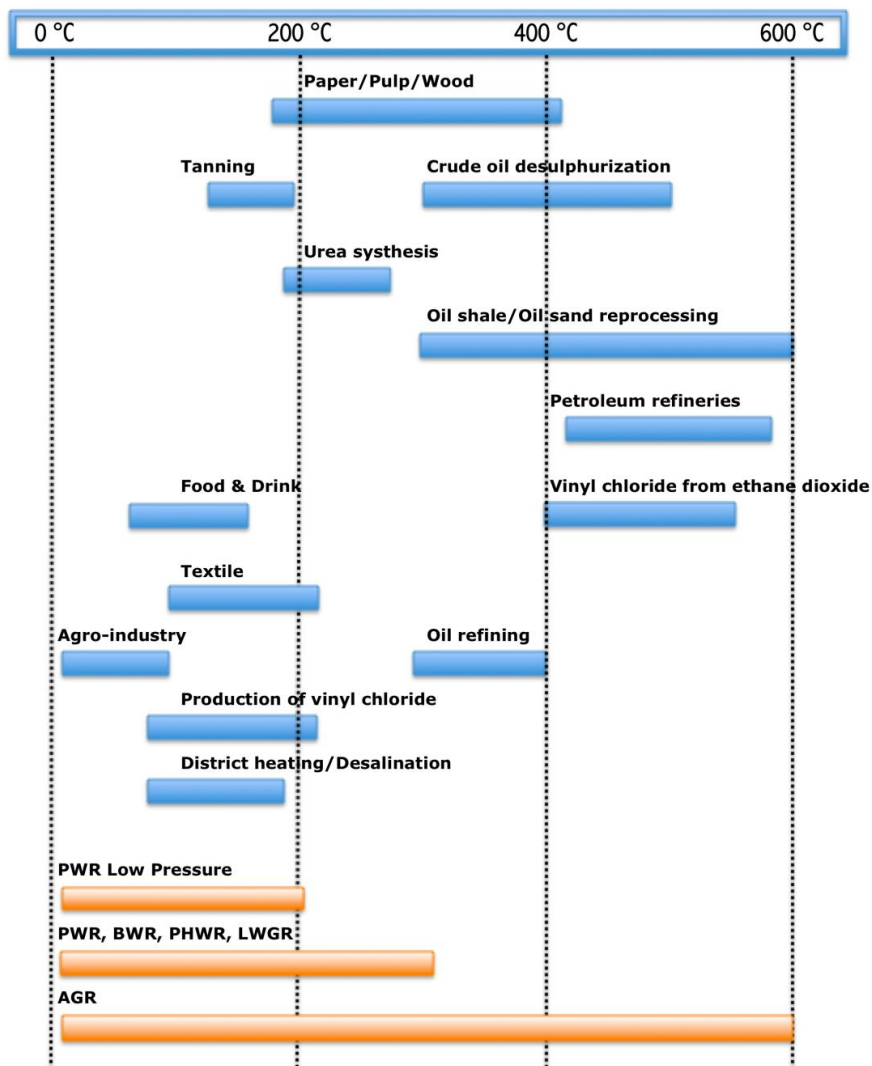 0 °C 200 °C 400 °C 600 °C
Paper/Pulp/Wood
Tanning Crude oil desulphurization
Urea systhesis
Oil shale/Oil sand reprocessing
Petroleum refineries
Food & Drink Vinyl chloride from ethane dioxide
Textile
Agro-industry Oil refining
Production of vinyl chloride
District heating/Desalination
PWR Low Pressure
PWR, BWR, PHWR, LWGR
AGR